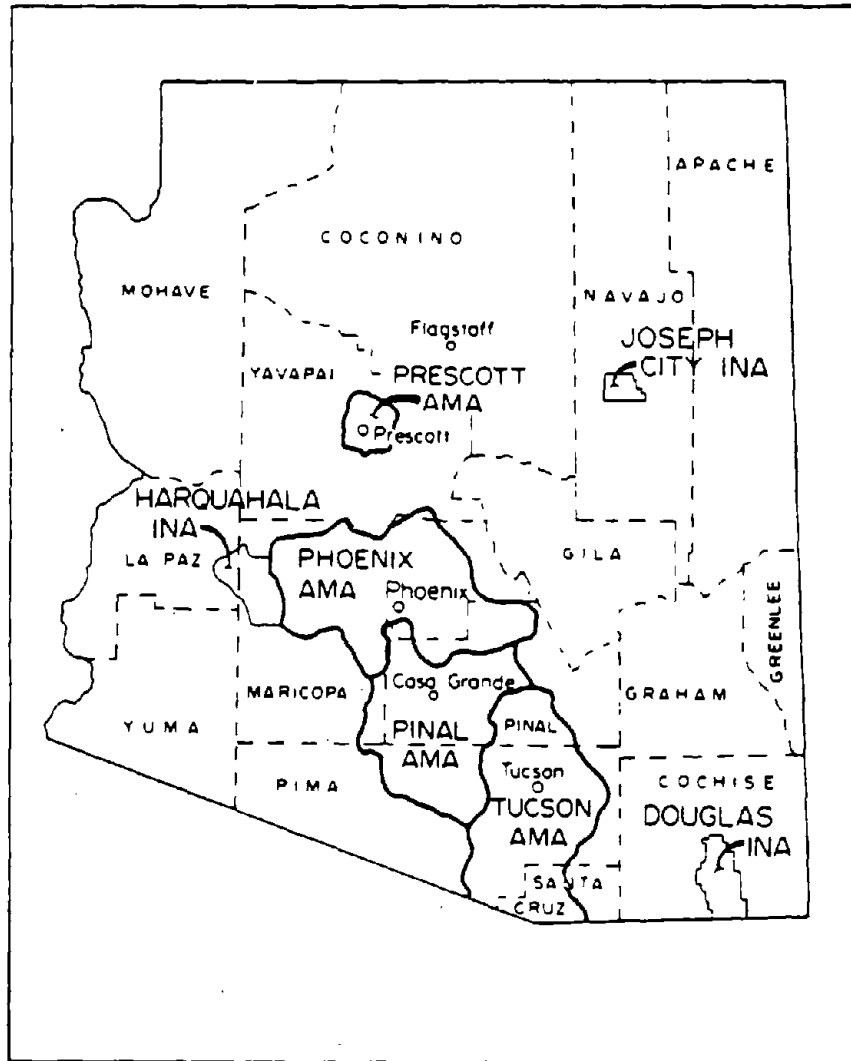 APACHE
COCONINO
MOHAVE
NAVAJO
Flagstaff
JOSEPH
CITY INA
YAVAPAI
PRESCOTT
AMA
Prescott
HARQUAHALA
INA
LA PAZ
PHOENIX
AMA
Phoenix
GILA
GREENLEE
MARICOPA
Casa Grande
GRAHAM
YUMA
PINAL
AMA
PINAL
PIMA
Tucson
TUCSON
AMA
COCHISE
DOUGLAS
INA
SANTA
CRUZ